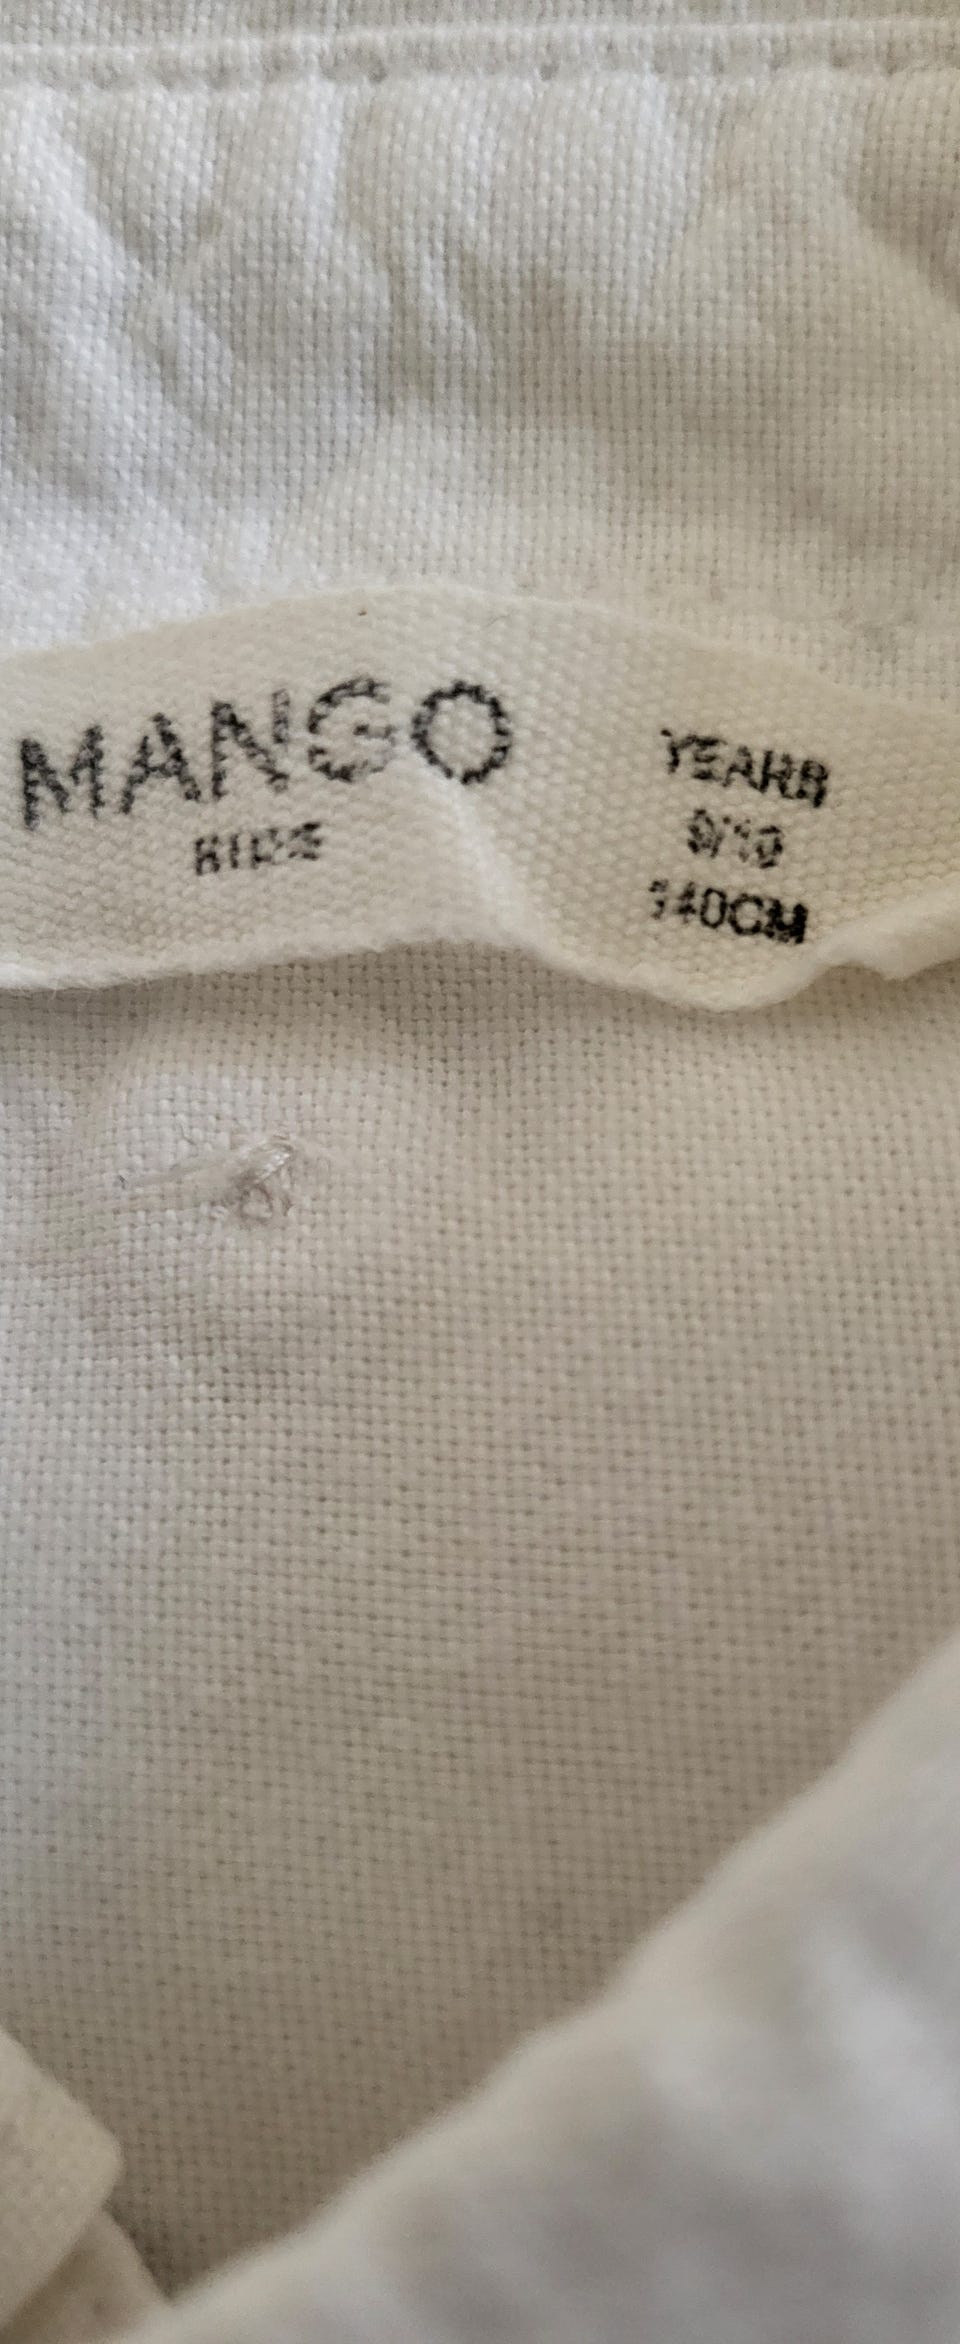 MANGO
KIDS
YEARS
9/10
140CM